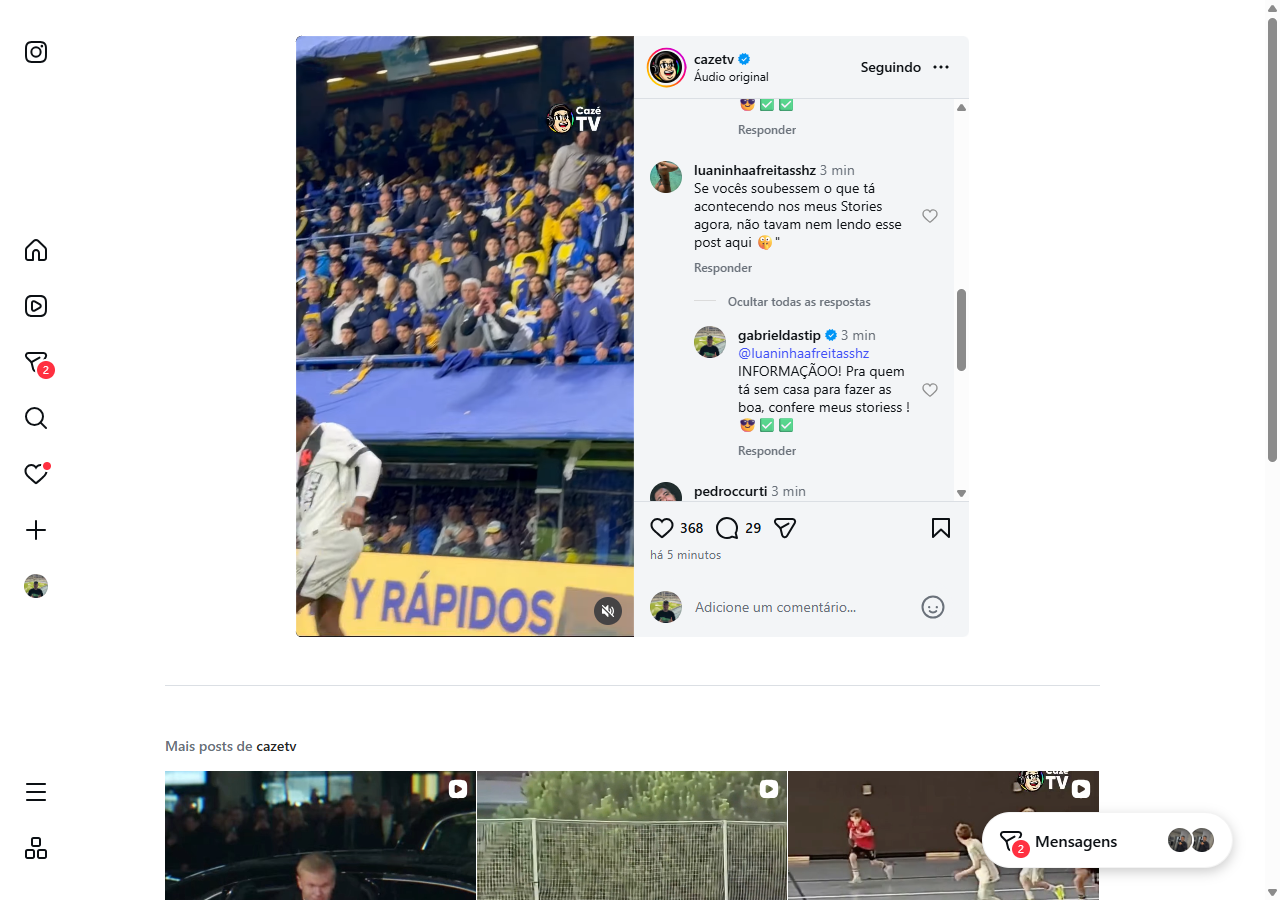 Cazé
TV
Y RÁPIDOS
cazetv
Áudio original
Seguindo
😎 ✅ ✅
Responder
luaninhaafreitasshz 3 min
Se vocês soubessem o que tá
acontecendo nos meus Stories
agora, não tavam nem lendo esse
post aqui 🫣 "
Responder
Ocultar todas as respostas
gabrieldastip 3 min
@luaninhaafreitasshz
INFORMAÇÃOO! Pra quem
tá sem casa para fazer as
boa, confere meus storiess !
😎 ✅ ✅
Responder
pedroccurti 3 min
368 29
há 5 minutos
Adicione um comentário...
2
Mais posts de cazetv
Cazé
TV
2
Mensagens